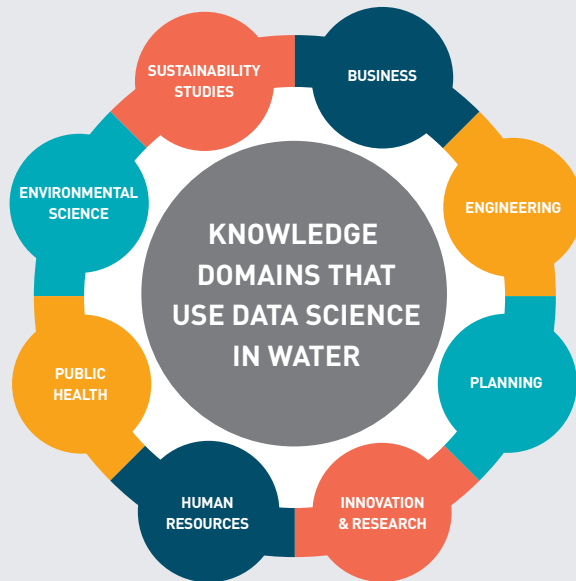 KNOWLEDGE
DOMAINS THAT
USE DATA SCIENCE
IN WATER
BUSINESS
ENGINEERING
PLANNING
INNOVATION
& RESEARCH
HUMAN
RESOURCES
PUBLIC
HEALTH
ENVIRONMENTAL
SCIENCE
SUSTAINABILITY
STUDIES